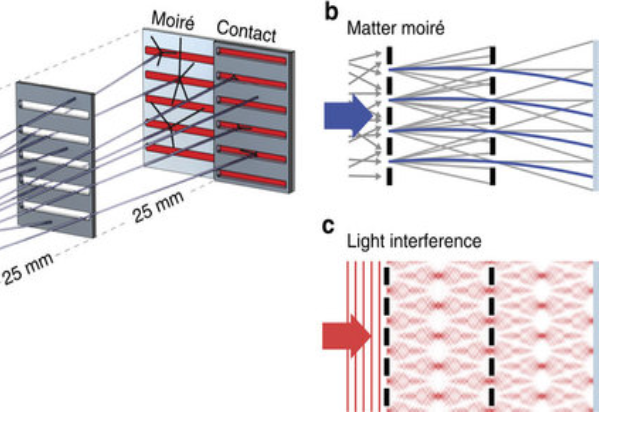 Moiré
Contact
25 mm
25 mm
b
Matter moiré
c
Light interference